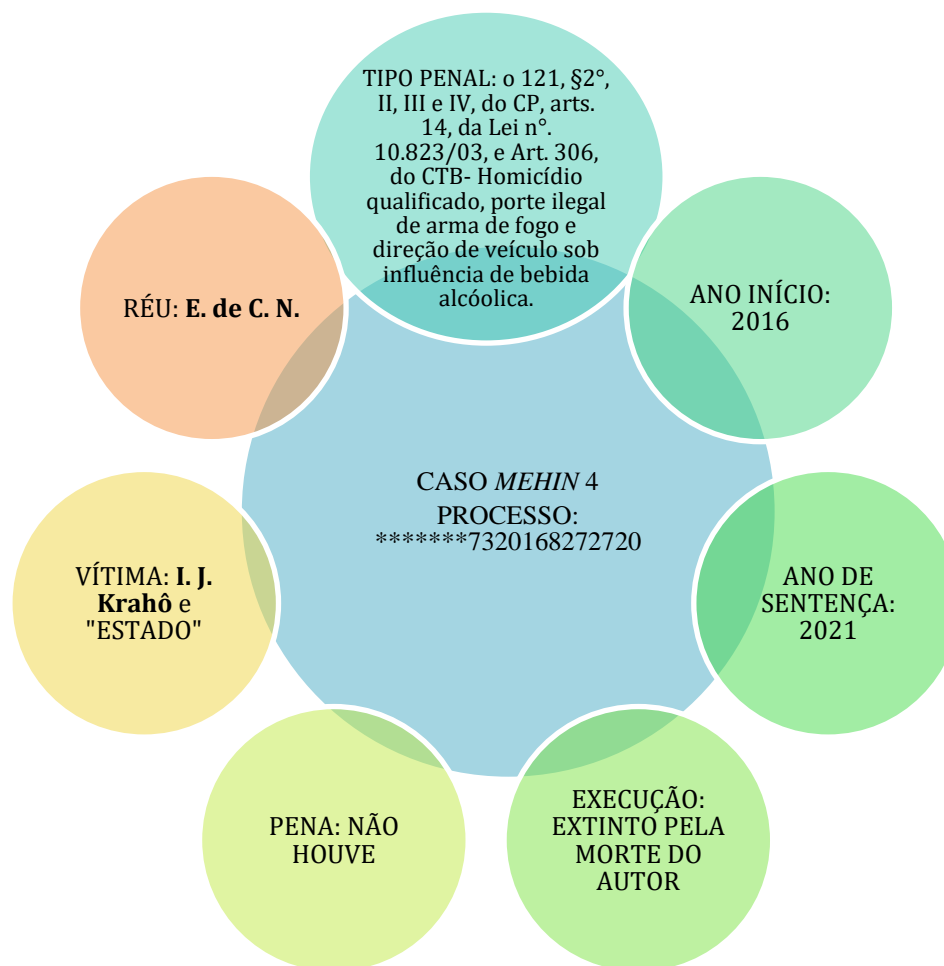 TIPO PENAL: o 121, §2°,
II, III e IV, do CP, arts.
14, da Lei n°.
10.823/03, e Art. 306,
do CTB- Homicídio
qualificado, porte ilegal
de arma de fogo e
direção de veículo sob
influência de bebida
alcóolica.
ANO INÍCIO:
2016
ANO DE
SENTENÇA:
2021
EXECUÇÃO:
EXTINTO PELA
MORTE DO
AUTOR
PENA: NÃO
HOUVE
VÍTIMA: I. J.
Krahô e
"ESTADO"
RÉU: E. de C. N.
CASO MEHIN 4
PROCESSO:
*******7320168272720